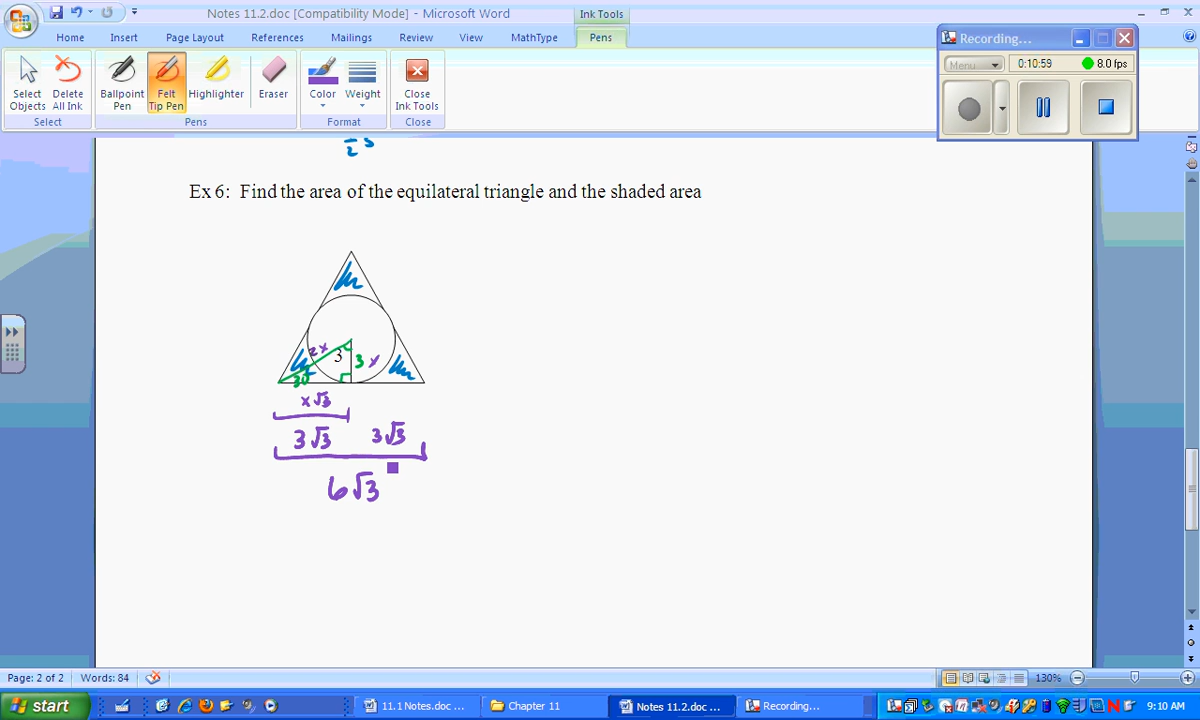 Notes 11.2.doc [Compatibility Mode] - Microsoft Word
Ink Tools
Home Insert Page Layout References Mailings Review View MathType Pens
Recording...
Menu 0:10:59 8.0 fps
Select Objects
Delete All Ink
Ballpoint Pen
Felt Tip Pen
Highlighter
Eraser
Color
Weight
Close Ink Tools
Select Pens Format Close
1/2 s
Ex 6: Find the area of the equilateral triangle and the shaded area
2x 3 3 x
30
x√3
3√3 3√3
6√3
Page: 2 of 2 Words: 84 130%
start 11.1 Notes.doc ... Chapter 11 Notes 11.2.doc ... Recording... 9:10 AM